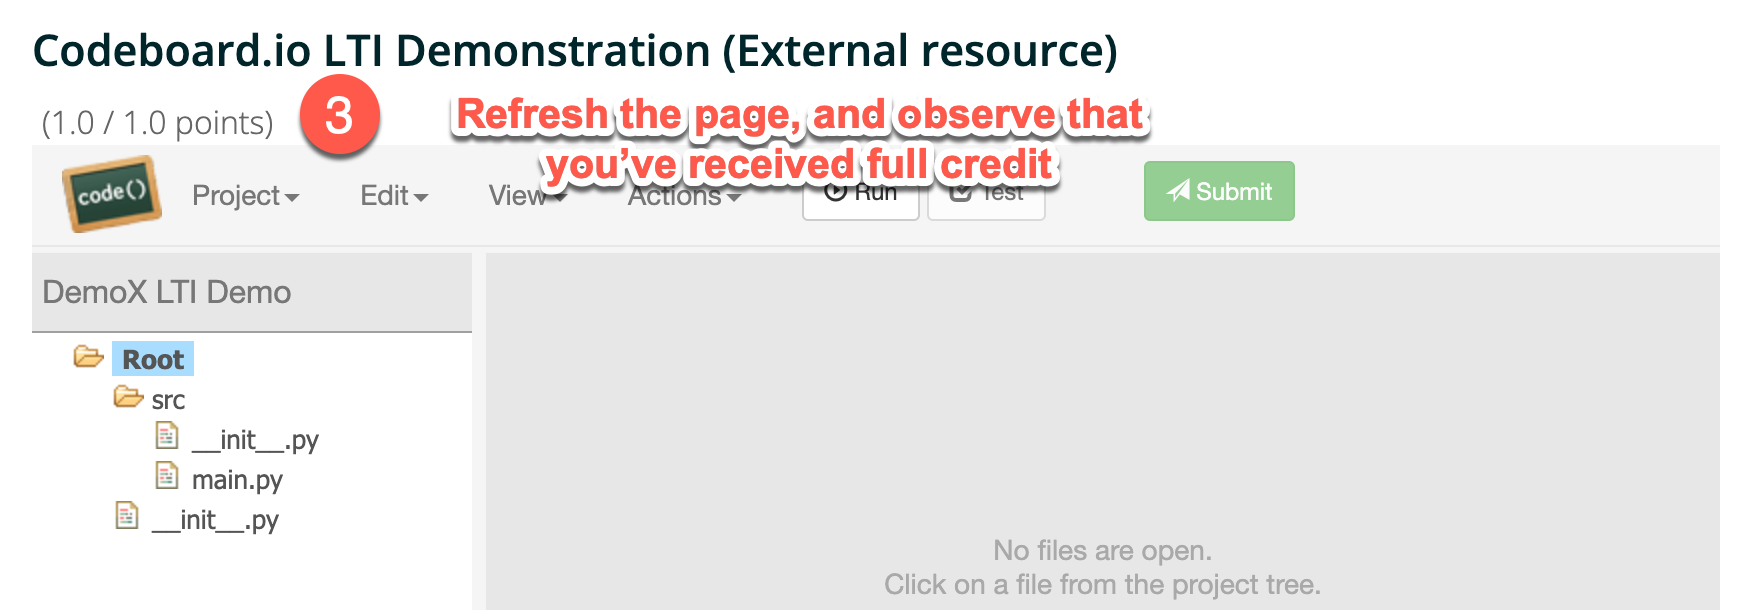 Codeboard.io LTI Demonstration (External resource)
(1.0 / 1.0 points)
3
Refresh the page, and observe that
you’ve received full credit
code()
Project
Edit
View
Actions
Run
Test
Submit
DemoX LTI Demo
Root
src
__init__.py
main.py
__init__.py
No files are open.
Click on a file from the project tree.